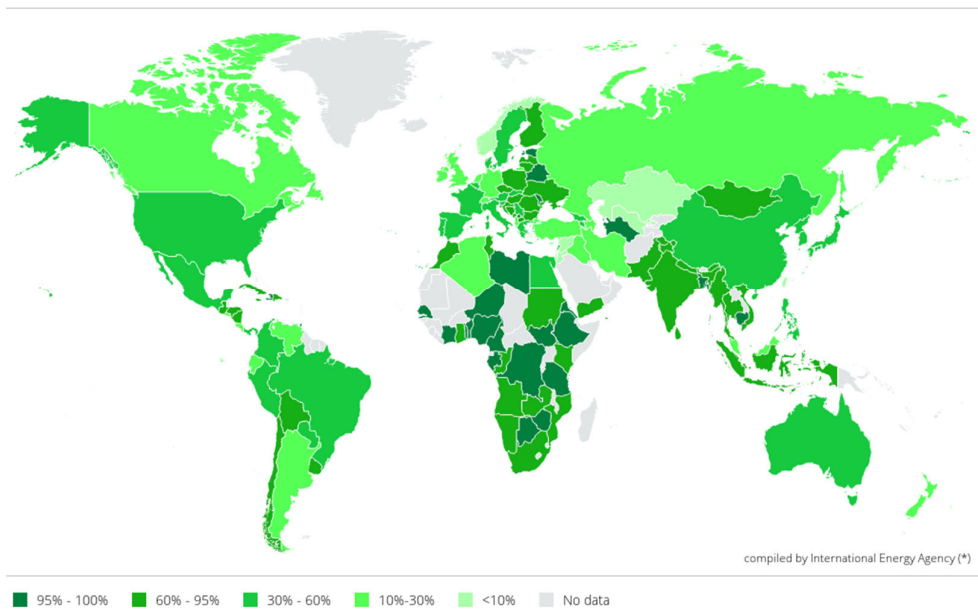 compiled by International Energy Agency (*)
95% - 100% 60% - 95% 30% - 60% 10%-30% <10% No data